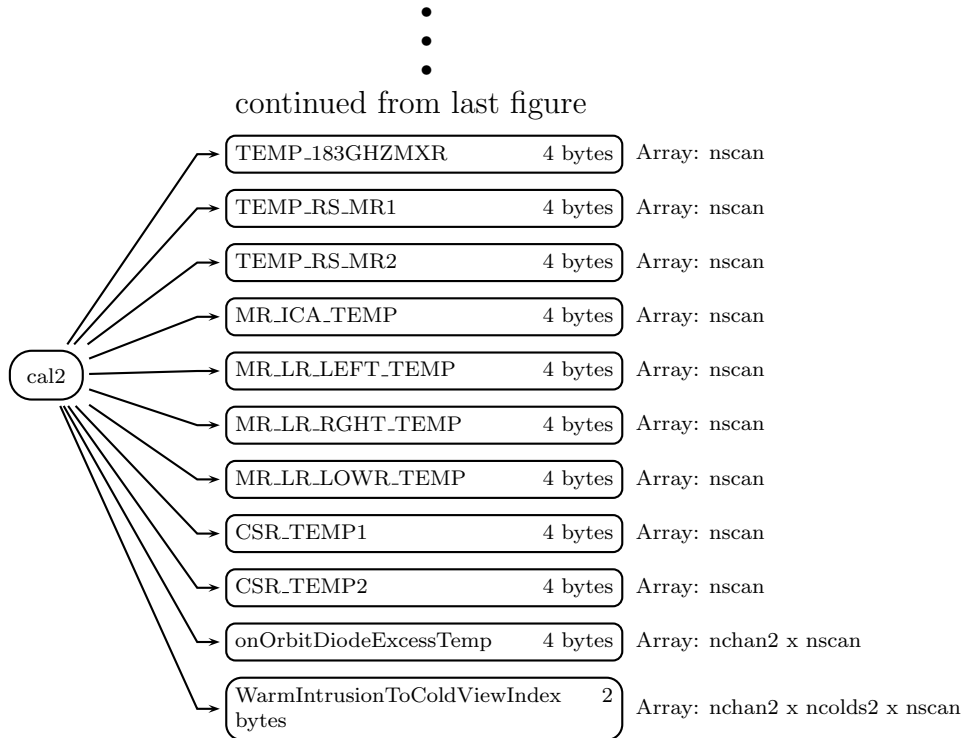 continued from last figure
TEMP_183GHZMXR 4 bytes Array: nscan
TEMP_RS_MR1 4 bytes Array: nscan
TEMP_RS_MR2 4 bytes Array: nscan
MR_ICA_TEMP 4 bytes Array: nscan
cal2
MR_LR_LEFT_TEMP 4 bytes Array: nscan
MR_LR_RGHT_TEMP 4 bytes Array: nscan
MR_LR_LOWR_TEMP 4 bytes Array: nscan
CSR_TEMP1 4 bytes Array: nscan
CSR_TEMP2 4 bytes Array: nscan
onOrbitDiodeExcessTemp 4 bytes Array: nchan2 x nscan
WarmIntrusionToColdViewIndex 2
bytes
Array: nchan2 x ncolds2 x nscan